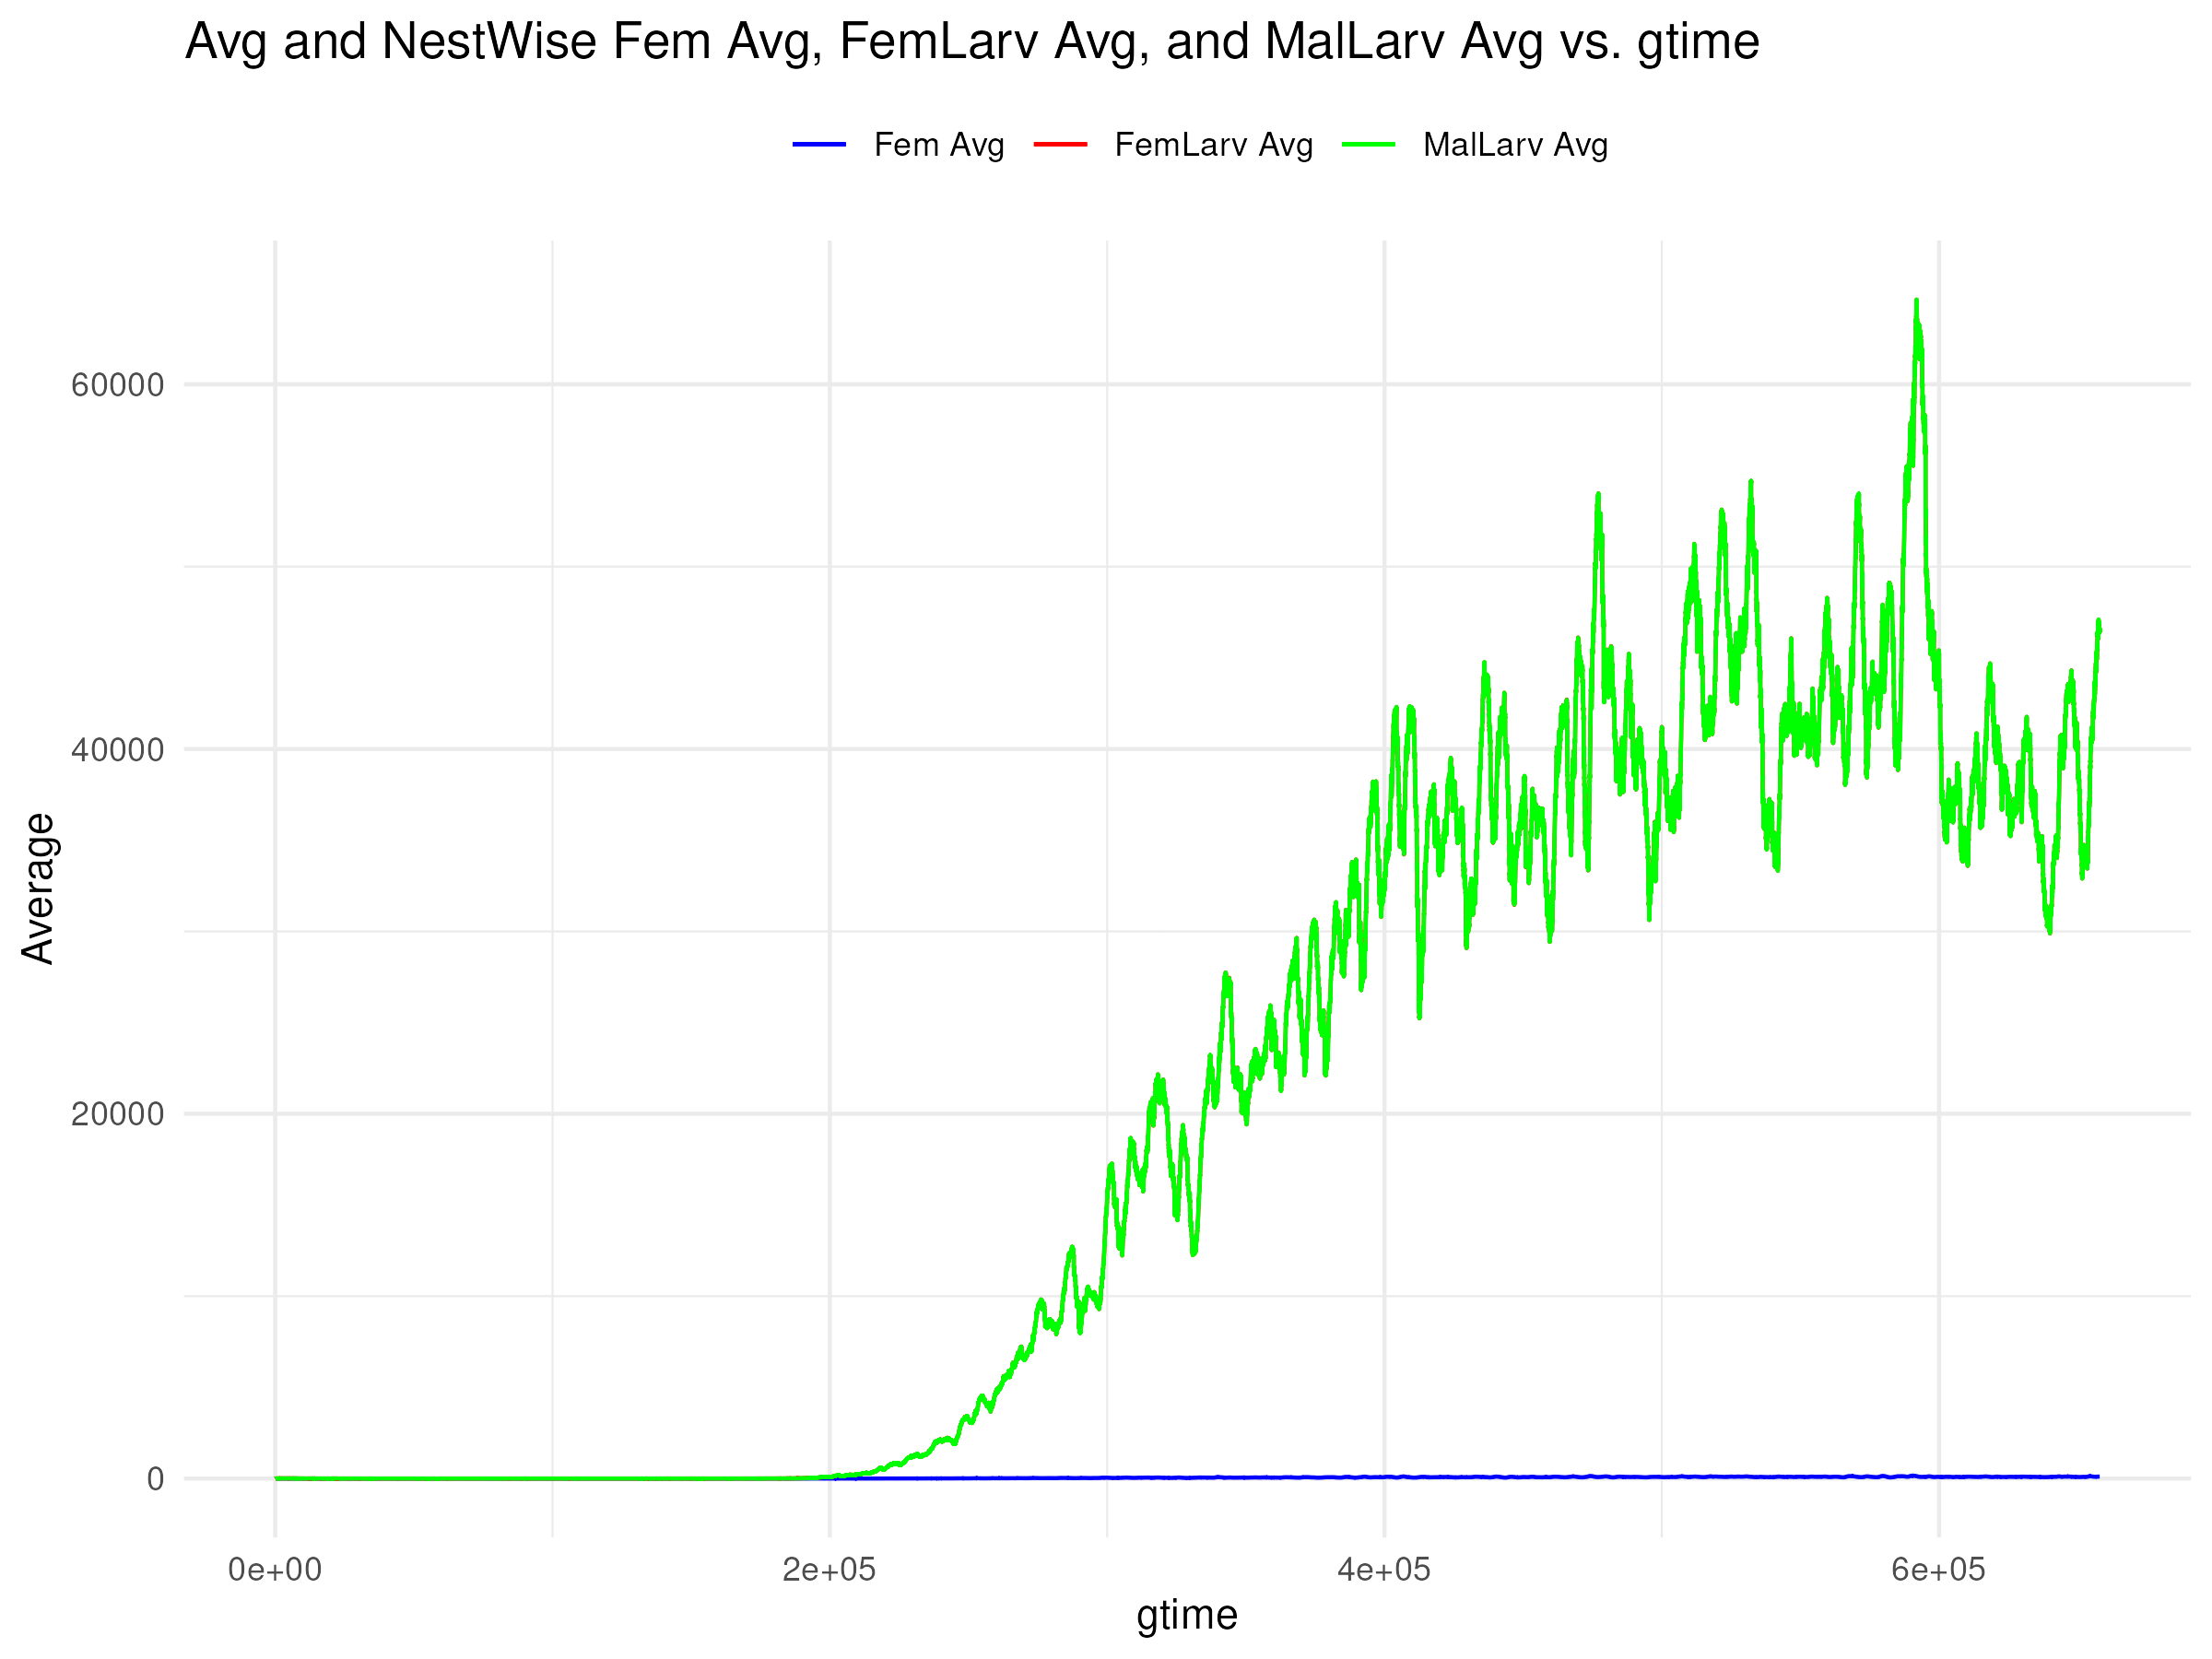 Avg and NestWise Fem Avg, FemLarv Avg, and MalLarv Avg vs. gtime
Fem Avg FemLarv Avg MalLarv Avg
60000
40000
20000
0
Average
0e+00 2e+05 4e+05 6e+05
gtime